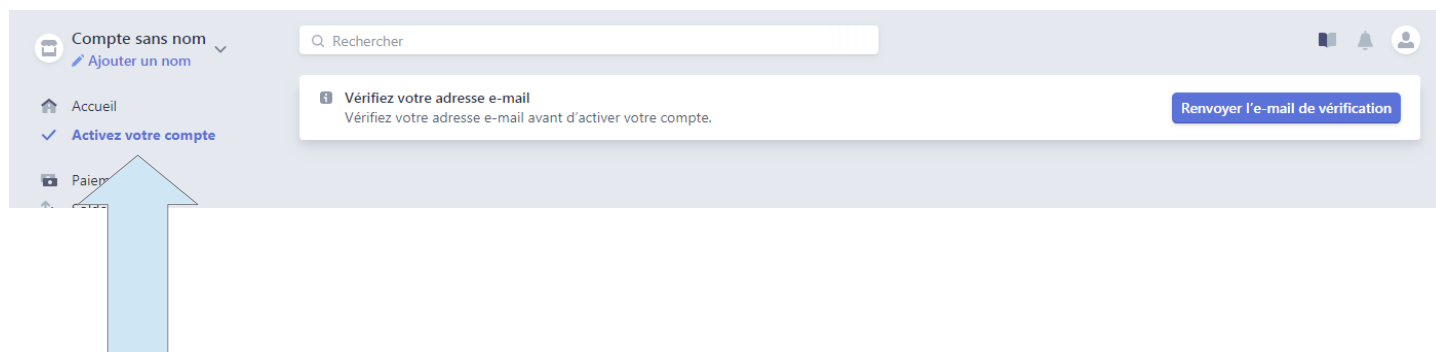 Compte sans nom
Ajouter un nom
Rechercher
Accueil
Activez votre compte
Vérifiez votre adresse e-mail
Vérifiez votre adresse e-mail avant d’activer votre compte.
Renvoyer l’e-mail de vérification